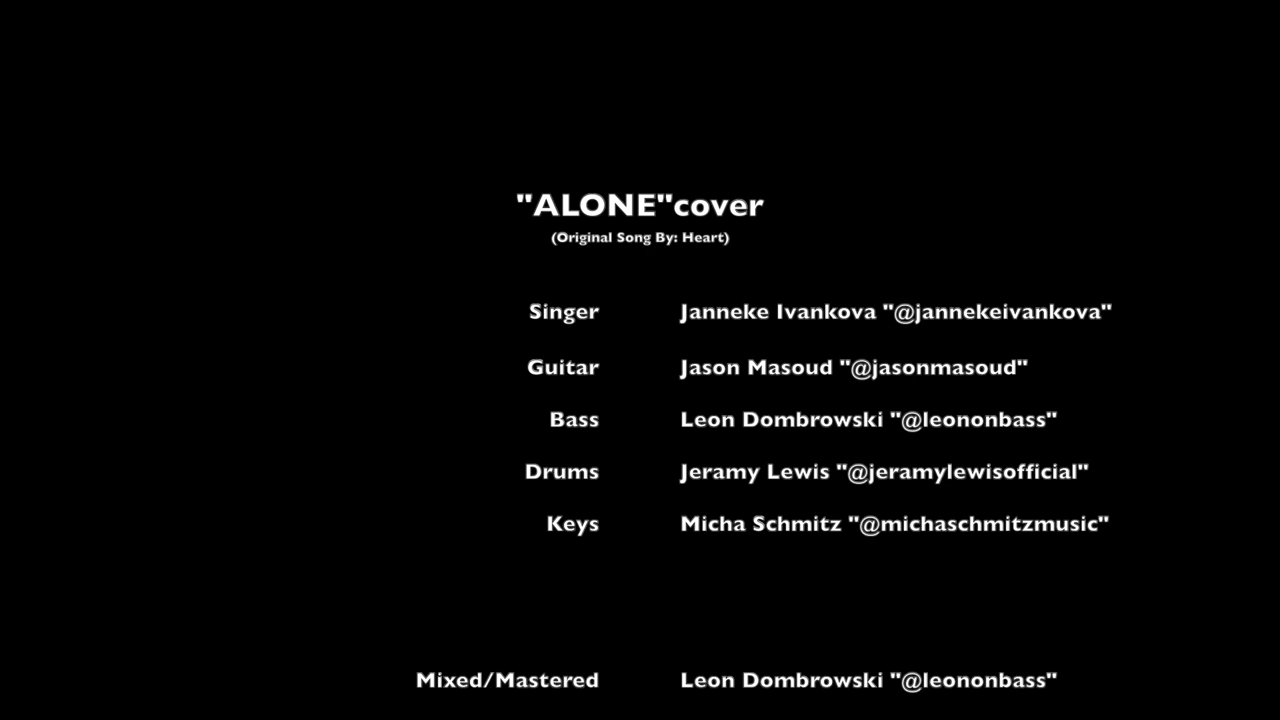 "ALONE"cover
(Original Song By: Heart)
Singer Janneke Ivankova "@jannekeivankova"
Guitar Jason Masoud "@jasonmasoud"
Bass Leon Dombrowski "@leononbass"
Drums Jeramy Lewis "@jeramylewisofficial"
Keys Micha Schmitz "@michaschmitzmusic"
Mixed/Mastered Leon Dombrowski "@leononbass"